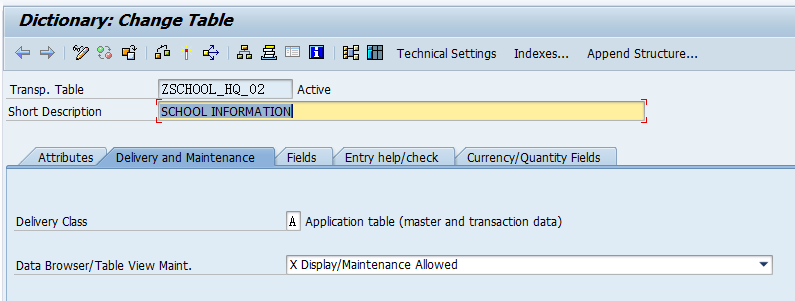 Dictionary: Change Table
Technical Settings Indexes... Append Structure...
Transp. Table ZSCHOOL_HQ_02 Active
Short Description SCHOOL INFORMATION
Attributes Delivery and Maintenance Fields Entry help/check Currency/Quantity Fields
Delivery Class A Application table (master and transaction data)
Data Browser/Table View Maint. X Display/Maintenance Allowed